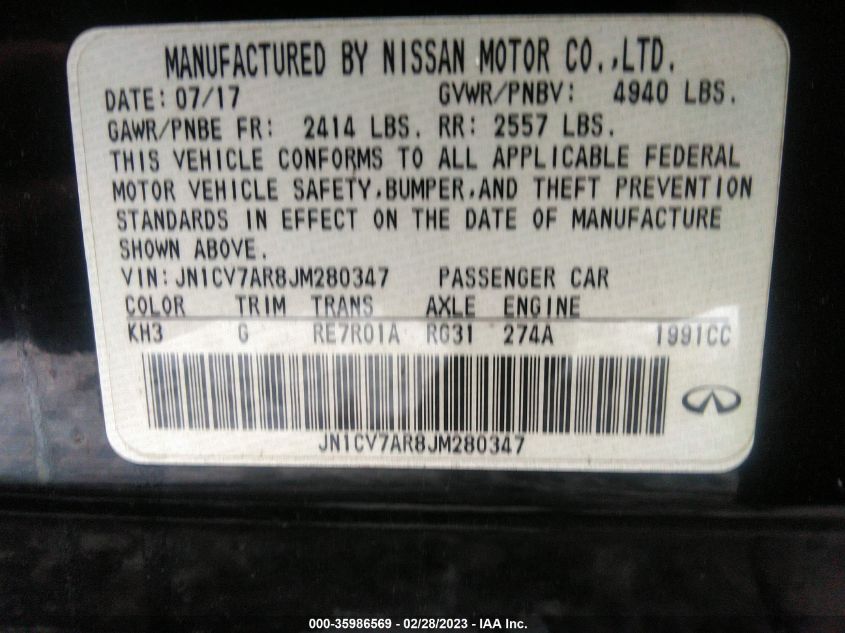 MANUFACTURED BY NISSAN MOTOR CO.,LTD.
DATE: 07/17 GVWR/PNBV: 4940 LBS.
GAWR/PNBE FR: 2414 LBS. RR: 2557 LBS.
THIS VEHICLE CONFORMS TO ALL APPLICABLE FEDERAL
MOTOR VEHICLE SAFETY,BUMPER,AND THEFT PREVENTION
STANDARDS IN EFFECT ON THE DATE OF MANUFACTURE
SHOWN ABOVE.
VIN: JN1CV7AR8JM280347 PASSENGER CAR
COLOR TRIM TRANS AXLE ENGINE
KH3 G RE7R01A RG31 274A 1991CC
JN1CV7AR8JM280347
000-35986569 - 02/28/2023 - IAA Inc.